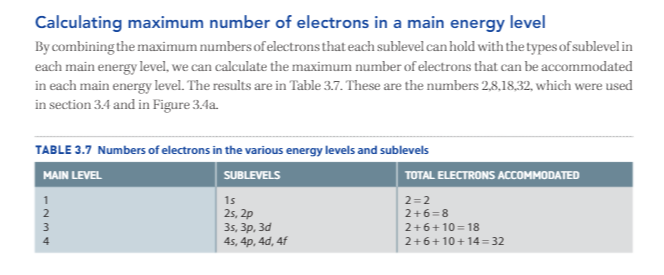 Calculating maximum number of electrons in a main energy level
By combining the maximum numbers of electrons that each sublevel can hold with the types of sublevel in
each main energy level, we can calculate the maximum number of electrons that can be accommodated
in each main energy level. The results are in Table 3.7. These are the numbers 2,8,18,32, which were used
in section 3.4 and in Figure 3.4a.
TABLE 3.7 Numbers of electrons in the various energy levels and sublevels
MAIN LEVEL SUBLEVELS TOTAL ELECTRONS ACCOMMODATED
1 1s 2=2
2 2s, 2p 2+6=8
3 3s, 3p, 3d 2+6+10=18
4 4s, 4p, 4d, 4f 2+6+10+14=32